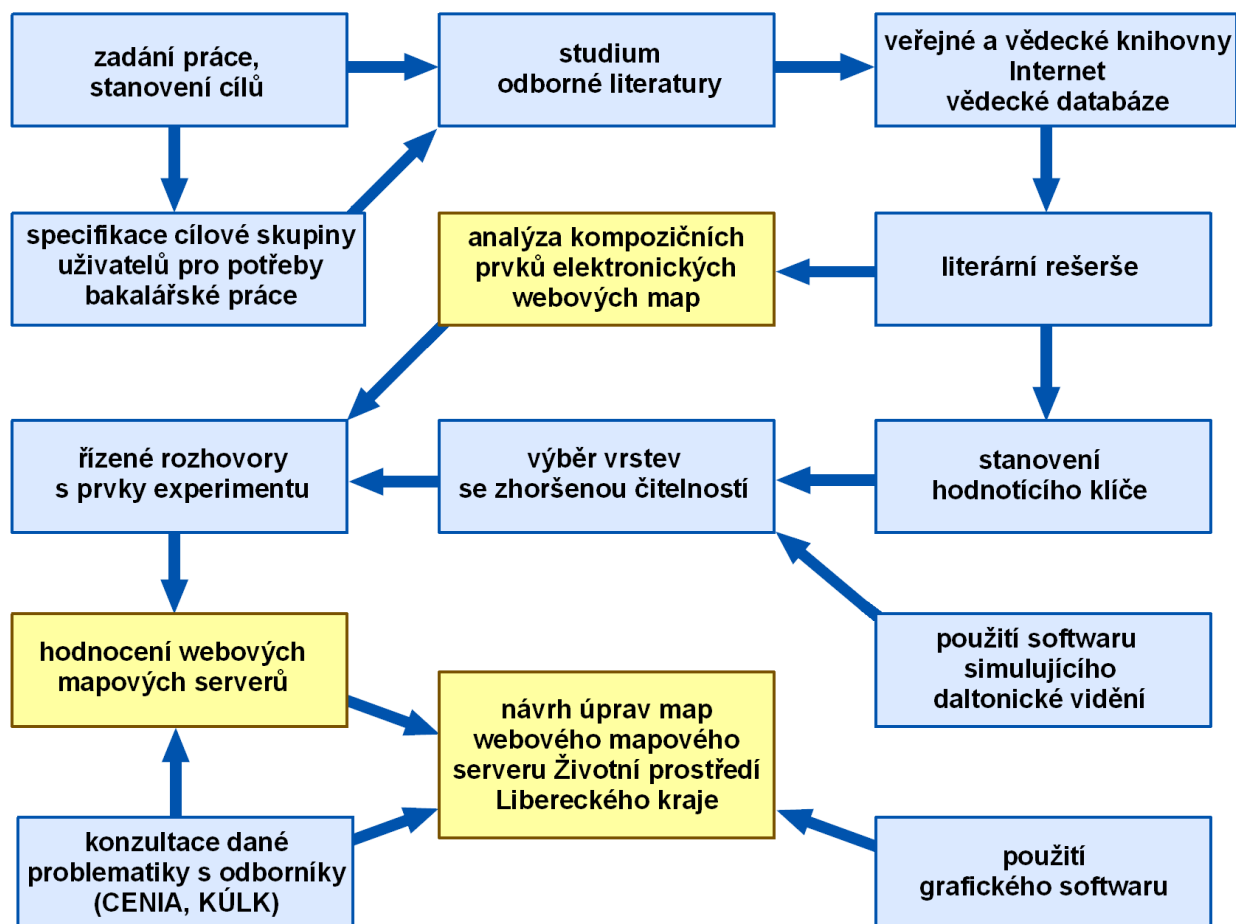 zadání práce,
stanovení cílů
studium
odborné literatury
veřejné a vědecké knihovny
Internet
vědecké databáze
specifikace cílové skupiny
uživatelů pro potřeby
bakalářské práce
analýza kompozičních
prvků elektronických
webových map
literární rešerše
řízené rozhovory
s prvky experimentu
výběr vrstev
se zhoršenou čitelností
stanovení
hodnotícího klíče
hodnocení webových
mapových serverů
návrh úprav map
webového mapového
serveru Životní prostředí
Libereckého kraje
použití softwaru
simulujícího
daltonické vidění
konzultace dané
problematiky s odborníky
(CENIA, KÚLK)
použití
grafického softwaru